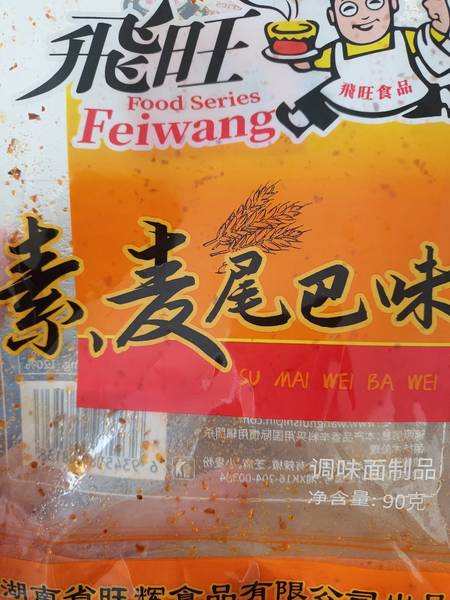 飛旺
Food Series
Feiwang
飛旺食品
素麦尾巴味
SU MAI WEI BA WEI
调味面制品
净含量: 90克
湖南省旺辉食品有限公司出品